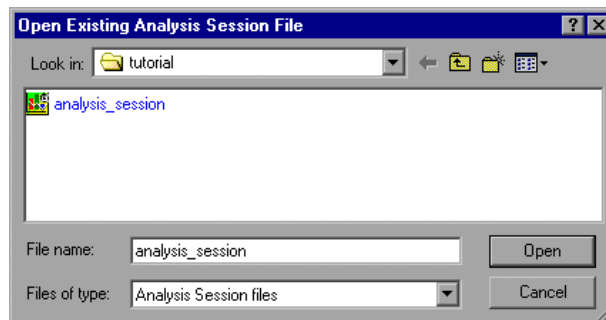 Open Existing Analysis Session File
Look in: tutorial
analysis_session
File name: analysis_session Open
Files of type: Analysis Session files Cancel